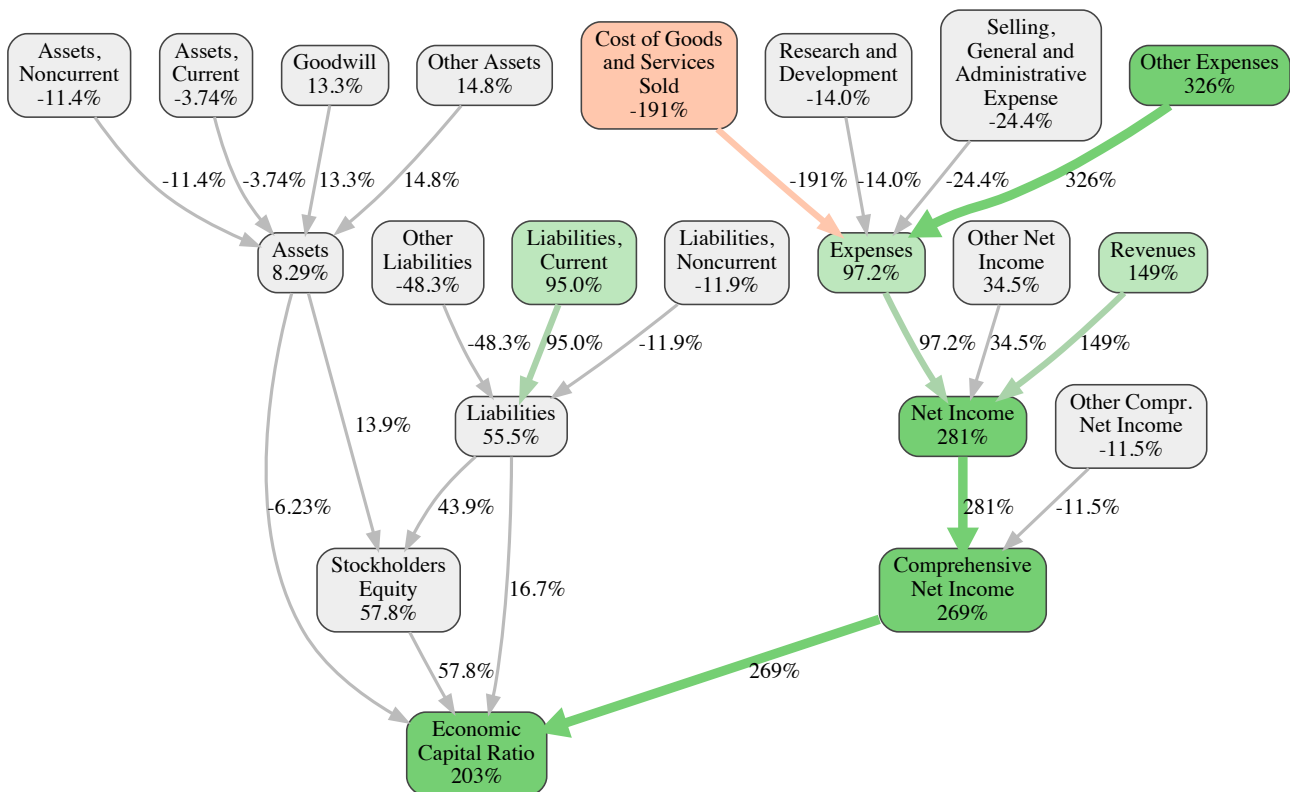 Assets,
Noncurrent
-11.4%
Assets,
Current
-3.74%
Goodwill
13.3%
Other Assets
14.8%
Cost of Goods
and Services
Sold
-191%
Research and
Development
-14.0%
Selling,
General and
Administrative
Expense
-24.4%
Other Expenses
326%
-11.4%
-3.74%
13.3%
14.8%
-191%
-14.0%
-24.4%
326%
Assets
8.29%
Other
Liabilities
-48.3%
Liabilities,
Current
95.0%
Liabilities,
Noncurrent
-11.9%
Expenses
97.2%
Other Net
Income
34.5%
Revenues
149%
-48.3%
95.0%
-11.9%
97.2%
34.5%
149%
13.9%
Liabilities
55.5%
Net Income
281%
Other Compr.
Net Income
-11.5%
-6.23%
43.9%
281%
-11.5%
Stockholders
Equity
57.8%
16.7%
Comprehensive
Net Income
269%
57.8%
269%
Economic
Capital Ratio
203%